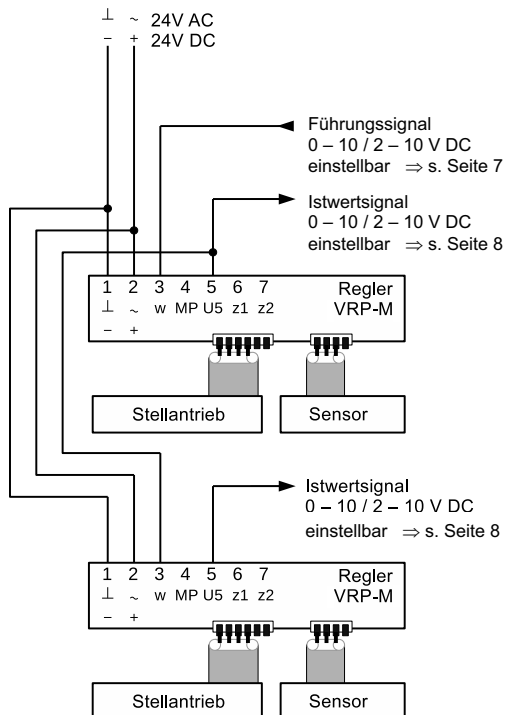 ⊥ ~ 24V AC
– + 24V DC
Führungssignal
0 – 10 / 2 – 10 V DC
einstellbar ⇒ s. Seite 7
Istwertsignal
0 – 10 / 2 – 10 V DC
einstellbar ⇒ s. Seite 8
1 2 3 4 5 6 7 Regler
⊥ ~ w MP U5 z1 z2 VRP-M
– +
Stellantrieb Sensor
Istwertsignal
0 – 10 / 2 – 10 V DC
einstellbar ⇒ s. Seite 8
1 2 3 4 5 6 7 Regler
⊥ ~ w MP U5 z1 z2 VRP-M
– +
Stellantrieb Sensor